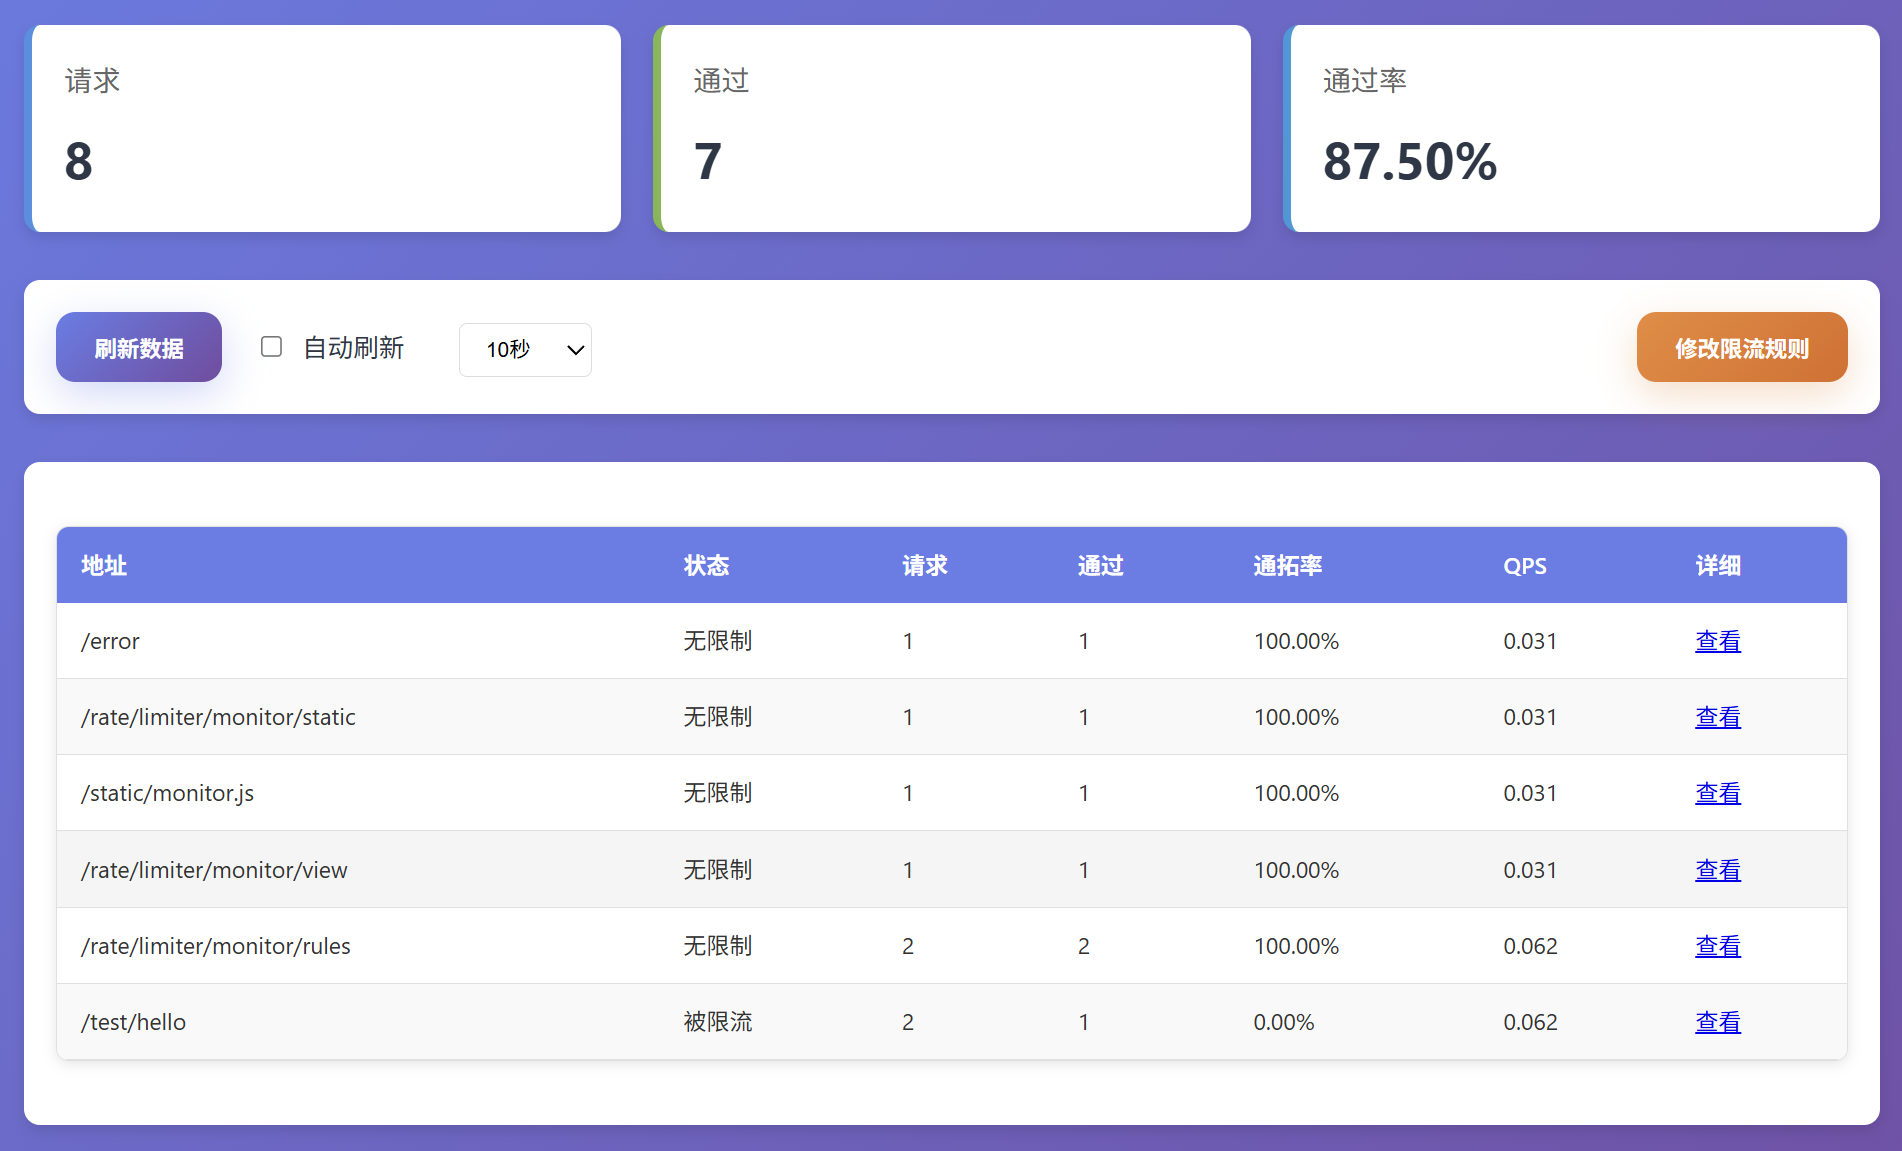 请求
8
通过
7
通过率
87.50%
刷新数据
自动刷新
10秒
修改限流规则
地址 状态 请求 通过 通拓率 QPS 详细
/error 无限制 1 1 100.00% 0.031 查看
/rate/limiter/monitor/static 无限制 1 1 100.00% 0.031 查看
/static/monitor.js 无限制 1 1 100.00% 0.031 查看
/rate/limiter/monitor/view 无限制 1 1 100.00% 0.031 查看
/rate/limiter/monitor/rules 无限制 2 2 100.00% 0.062 查看
/test/hello 被限流 2 1 0.00% 0.062 查看